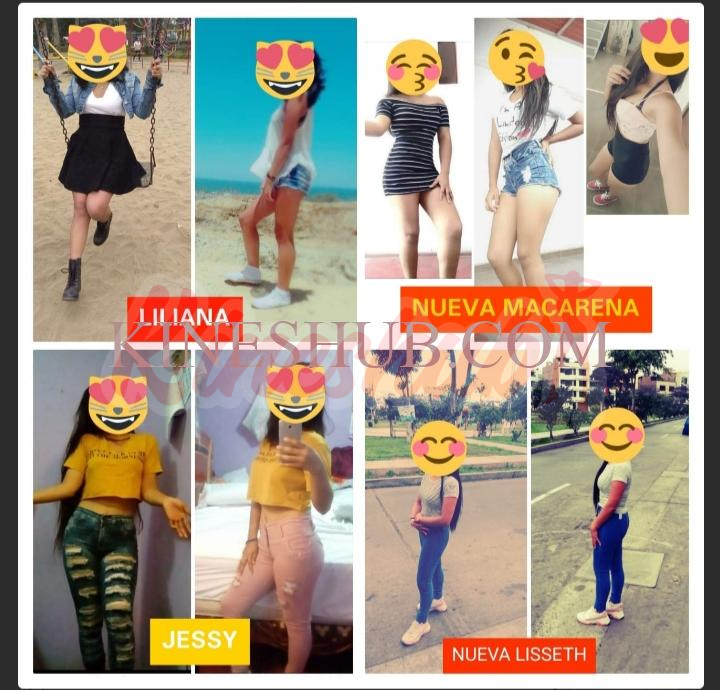 LILIANA
NUEVA MACARENA
KINESHUB.COM
JESSY
NUEVA LISSETH